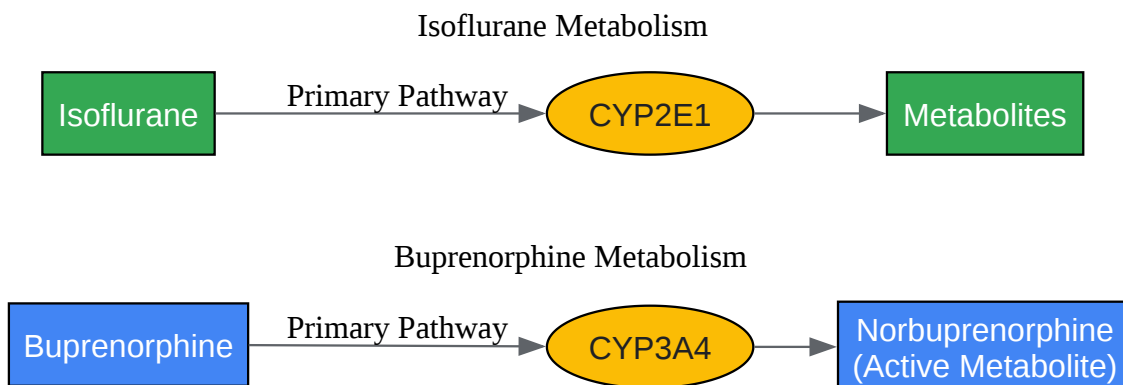 Isoflurane Metabolism
Isoflurane
Primary Pathway
CYP2E1
Metabolites
Buprenorphine Metabolism
Buprenorphine
Primary Pathway
CYP3A4
Norbuprenorphine
(Active Metabolite)